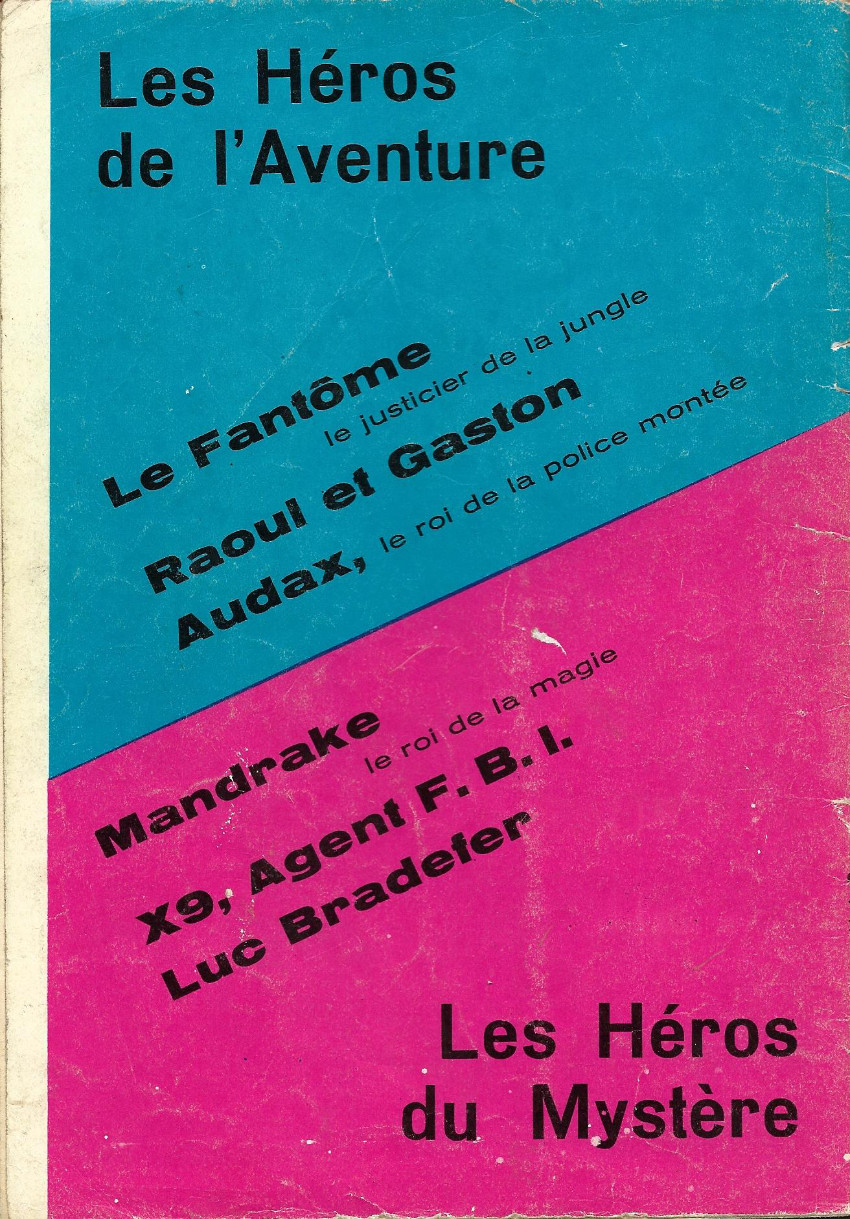 Les Héros
de l'Aventure
Le Fantôme
le justicier de la jungle
Raoul et Gaston
Audax, le roi de la police montée
Mandrake
le roi de la magie
X9, Agent F. B. I.
Luc Bradefer
Les Héros
du Mystère